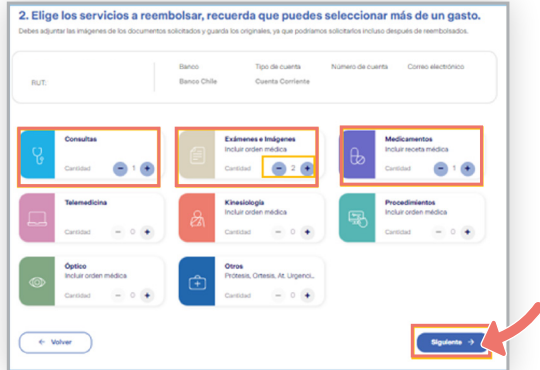 2. Elige los servicios a reembolsar, recuerda que puedes seleccionar más de un gasto.
Debes adjuntar las imágenes de los documentos solicitados y guarda los originales, ya que podríamos solicitarlos incluso después de reembolsados.
Banco Tipo de cuenta Número de cuenta Correo electrónico
RUT: Banco Chile Cuenta Corriente
Consultas
Cantidad − 1 +
Exámenes e Imágenes
Incluir orden médica
Cantidad − 2 +
Medicamentos
Incluir receta médica
Cantidad − 1 +
Telemedicina
Cantidad − 0 +
Kinesiología
Incluir orden médica
Cantidad − 0 +
Procedimientos
Incluir orden médica
Cantidad − 0 +
Óptico
Incluir orden médica
Cantidad − 0 +
Otros
Prótesis, Ortesis, At. Urgenci...
Cantidad − 0 +
← Volver
Siguiente →